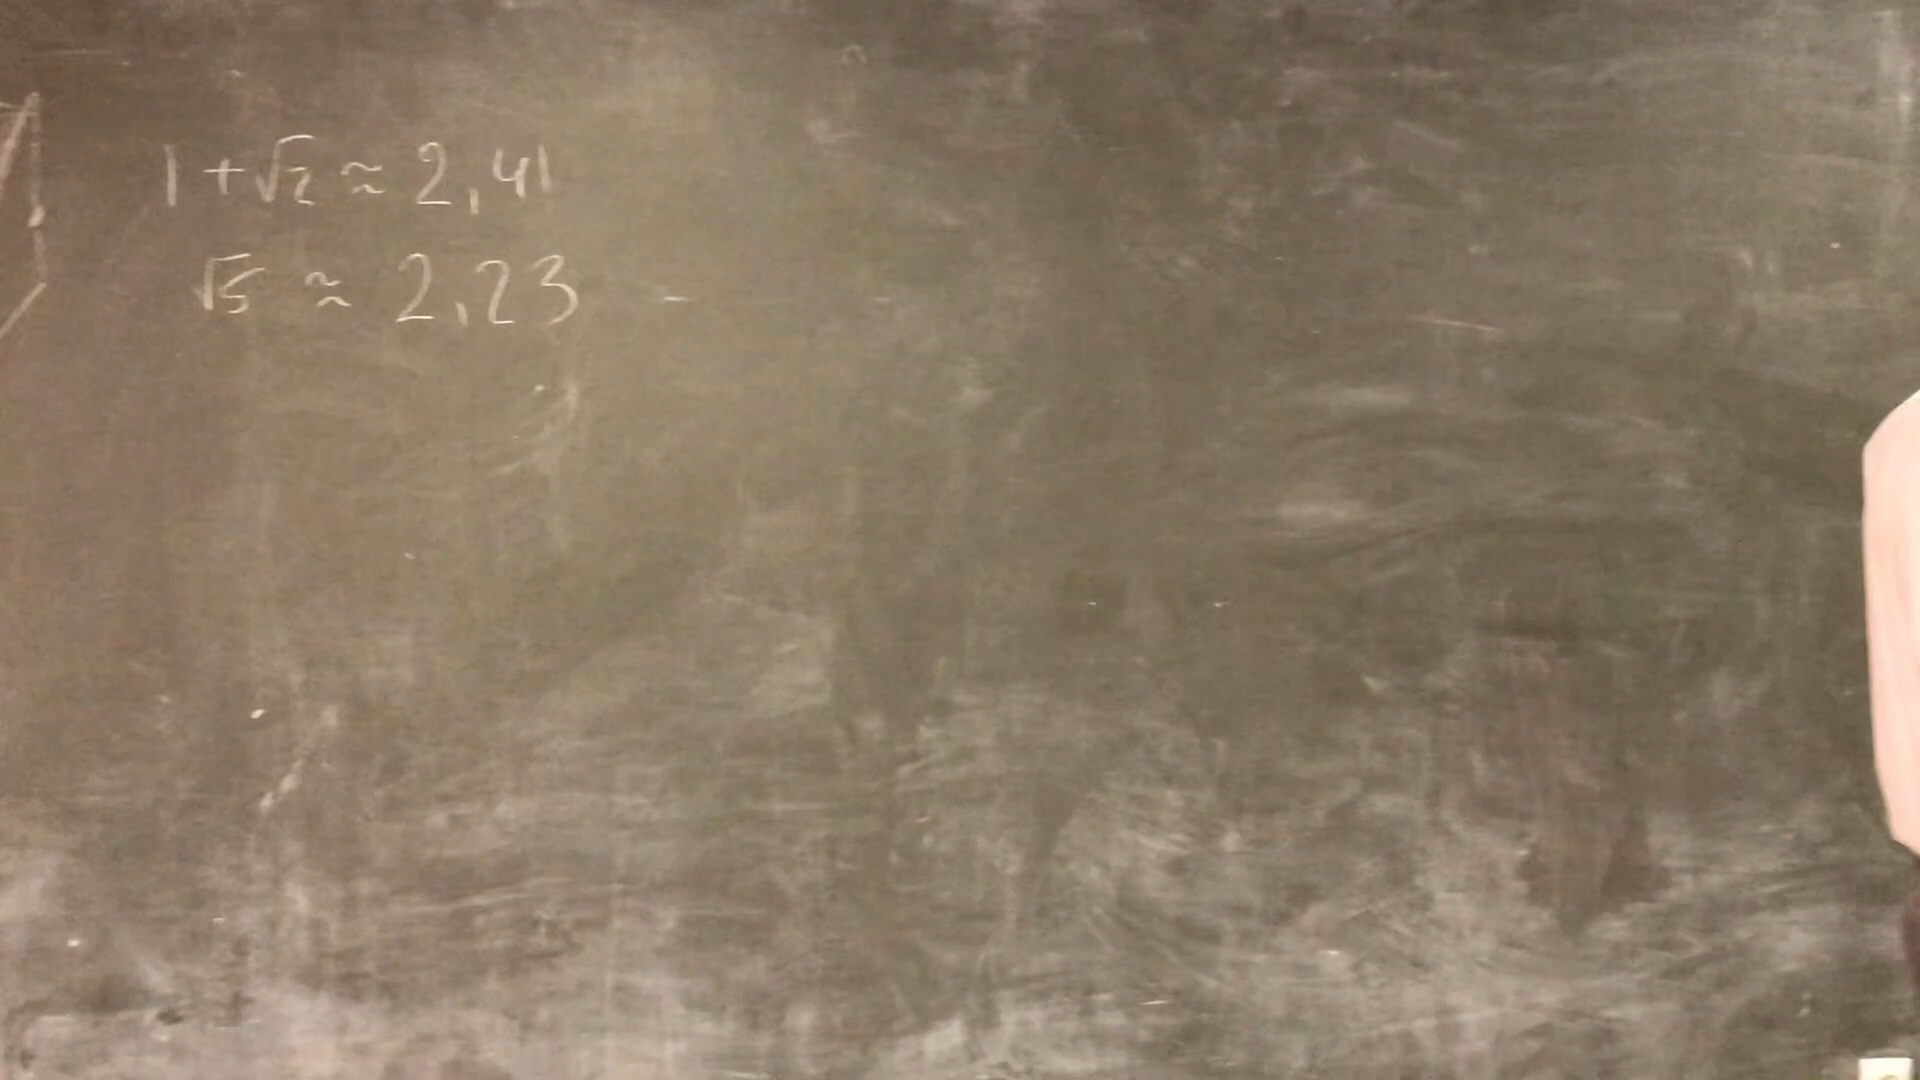 1 + √2 ≈ 2,41
√5 ≈ 2,23